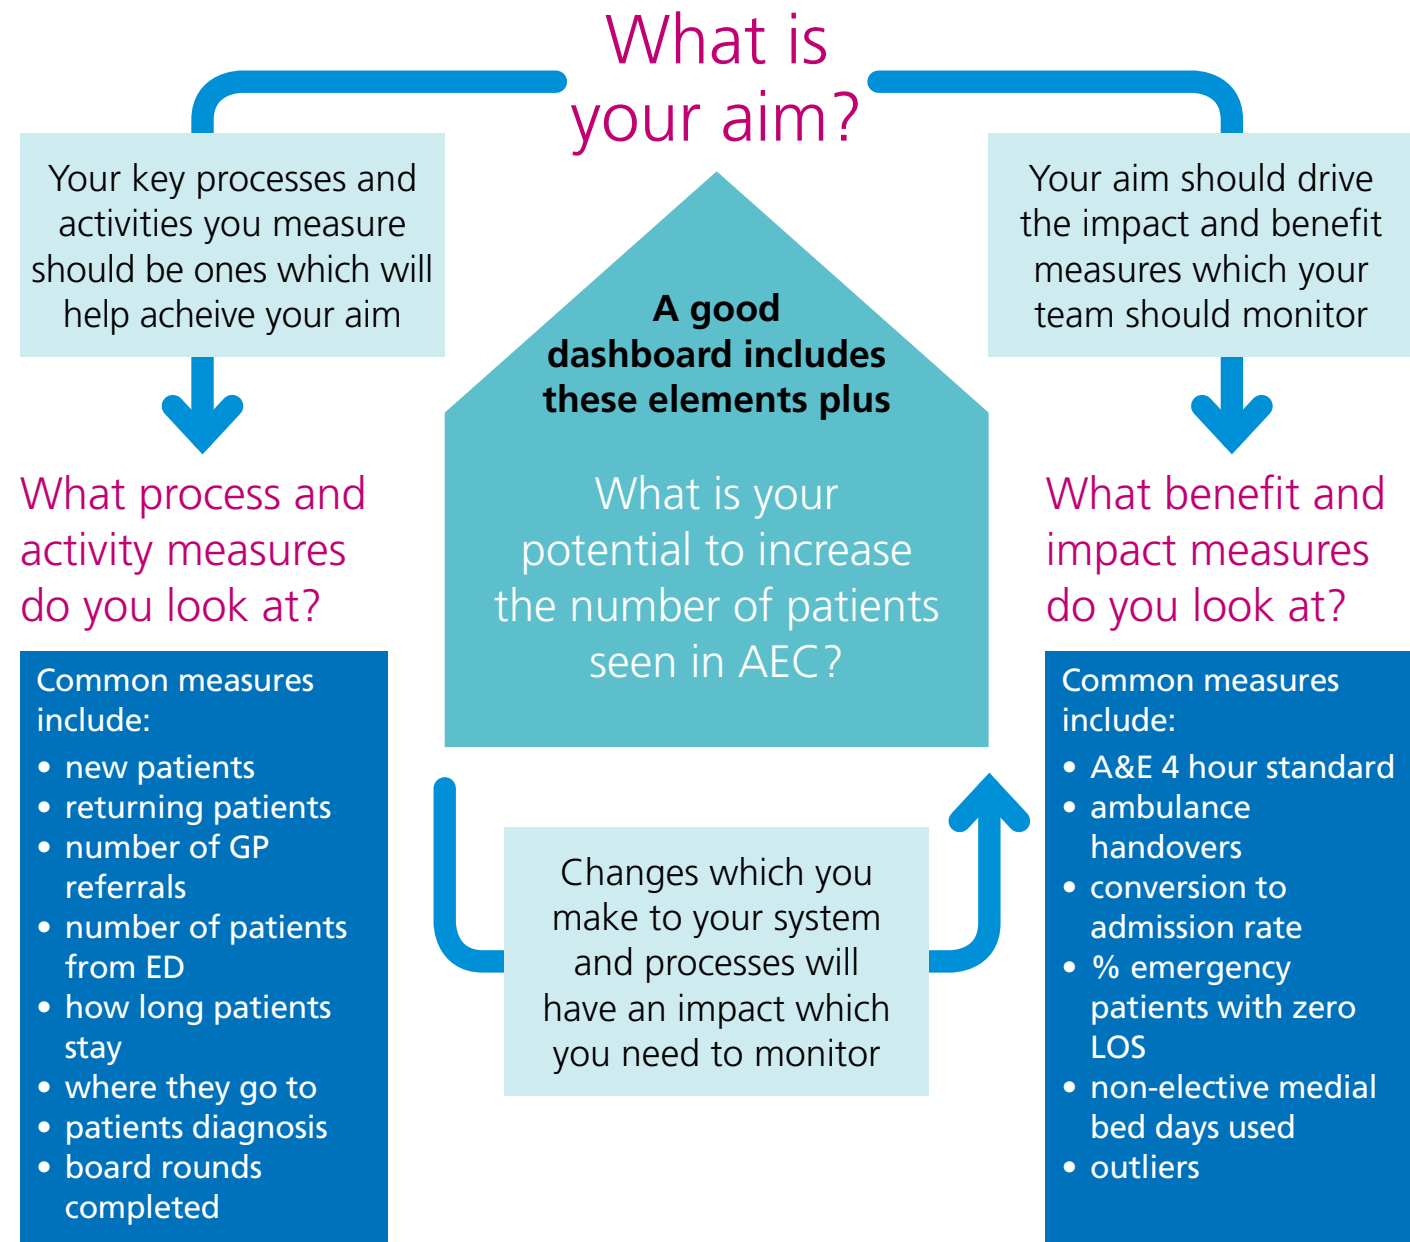 What is
your aim?
Your key processes and
activities you measure
should be ones which will
help acheive your aim
Your aim should drive
the impact and benefit
measures which your
team should monitor
A good
dashboard includes
these elements plus
What is your
potential to increase
the number of patients
seen in AEC?
What process and
activity measures
do you look at?
What benefit and
impact measures
do you look at?
Common measures
include:
• new patients
• returning patients
• number of GP
referrals
• number of patients
from ED
• how long patients
stay
• where they go to
• patients diagnosis
• board rounds
completed
Changes which you
make to your system
and processes will
have an impact which
you need to monitor
Common measures
include:
• A&E 4 hour standard
• ambulance
handovers
• conversion to
admission rate
• % emergency
patients with zero
LOS
• non-elective medial
bed days used
• outliers